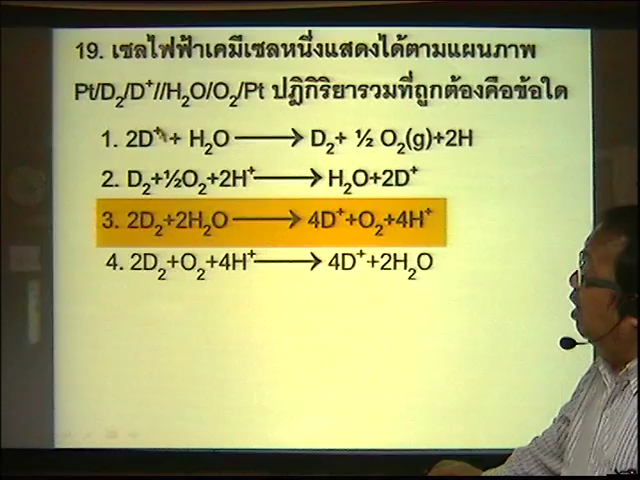 19. เซลไฟฟ้าเคมีเซลหนึ่งแสดงได้ตามแผนภาพ
Pt/D₂/D⁺//H₂O/O₂/Pt ปฏิกิริยารวมที่ถูกต้องคือข้อใด
1. 2D⁺ + H₂O ⟶ D₂+ ½ O₂(g)+2H
2. D₂+½O₂+2H⁺ ⟶ H₂O+2D⁺
3. 2D₂+2H₂O ⟶ 4D⁺+O₂+4H⁺
4. 2D₂+O₂+4H⁺ ⟶ 4D⁺+2H₂O